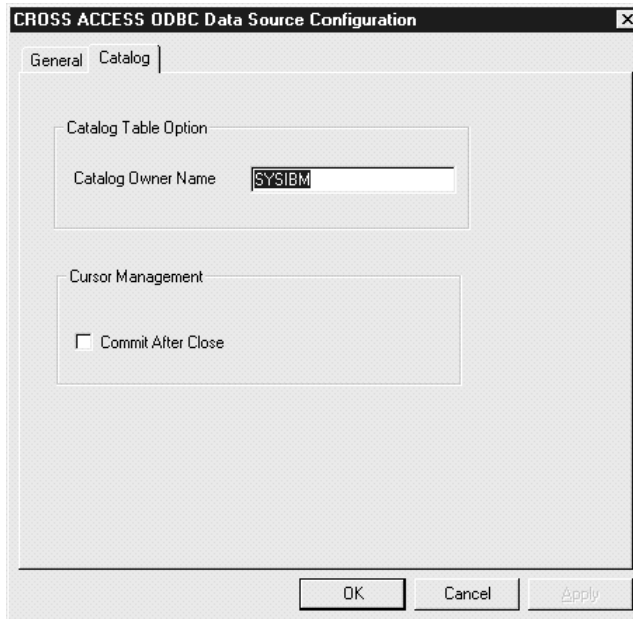 CROSS ACCESS ODBC Data Source Configuration
General Catalog
Catalog Table Option
Catalog Owner Name SYSIBM
Cursor Management
Commit After Close
OK Cancel Apply